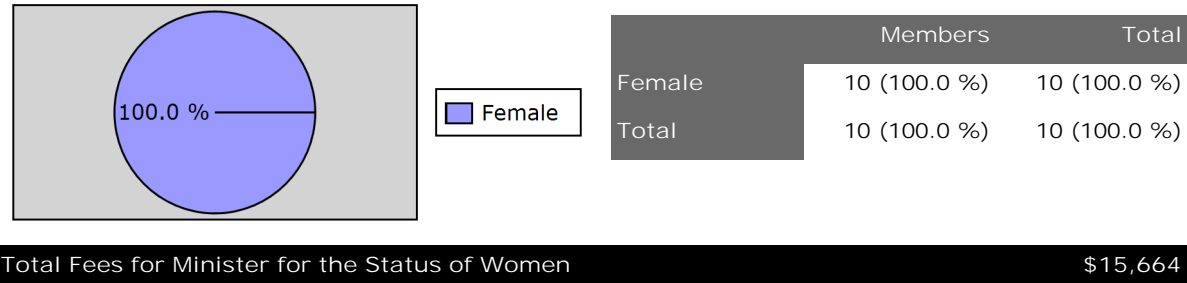 100.0 %
Female
Members Total
Female 10 (100.0 %) 10 (100.0 %)
Total 10 (100.0 %) 10 (100.0 %)
Total Fees for Minister for the Status of Women $15,664